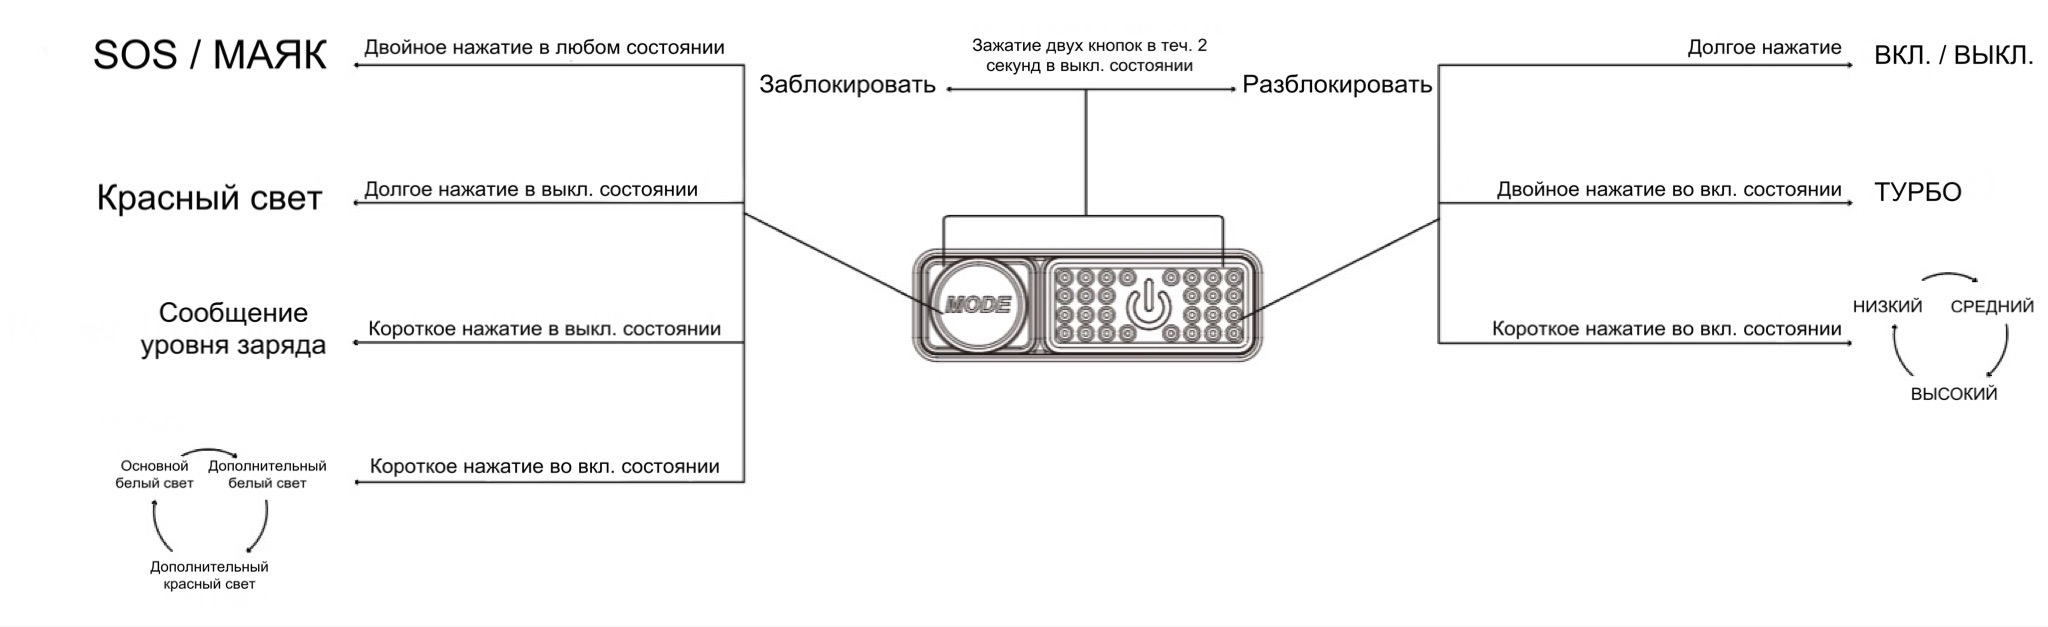 SOS / МАЯК
Двойное нажатие в любом состоянии
Красный свет
Долгое нажатие в выкл. состоянии
Сообщение
уровня заряда
Короткое нажатие в выкл. состоянии
Короткое нажатие во вкл. состоянии
Основной
белый свет
Дополнительный
белый свет
Дополнительный
красный свет
Зажатие двух кнопок в теч. 2
секунд в выкл. состоянии
Заблокировать
Разблокировать
MODE
Долгое нажатие
ВКЛ. / ВЫКЛ.
Двойное нажатие во вкл. состоянии
ТУРБО
Короткое нажатие во вкл. состоянии
НИЗКИЙ
СРЕДНИЙ
ВЫСОКИЙ